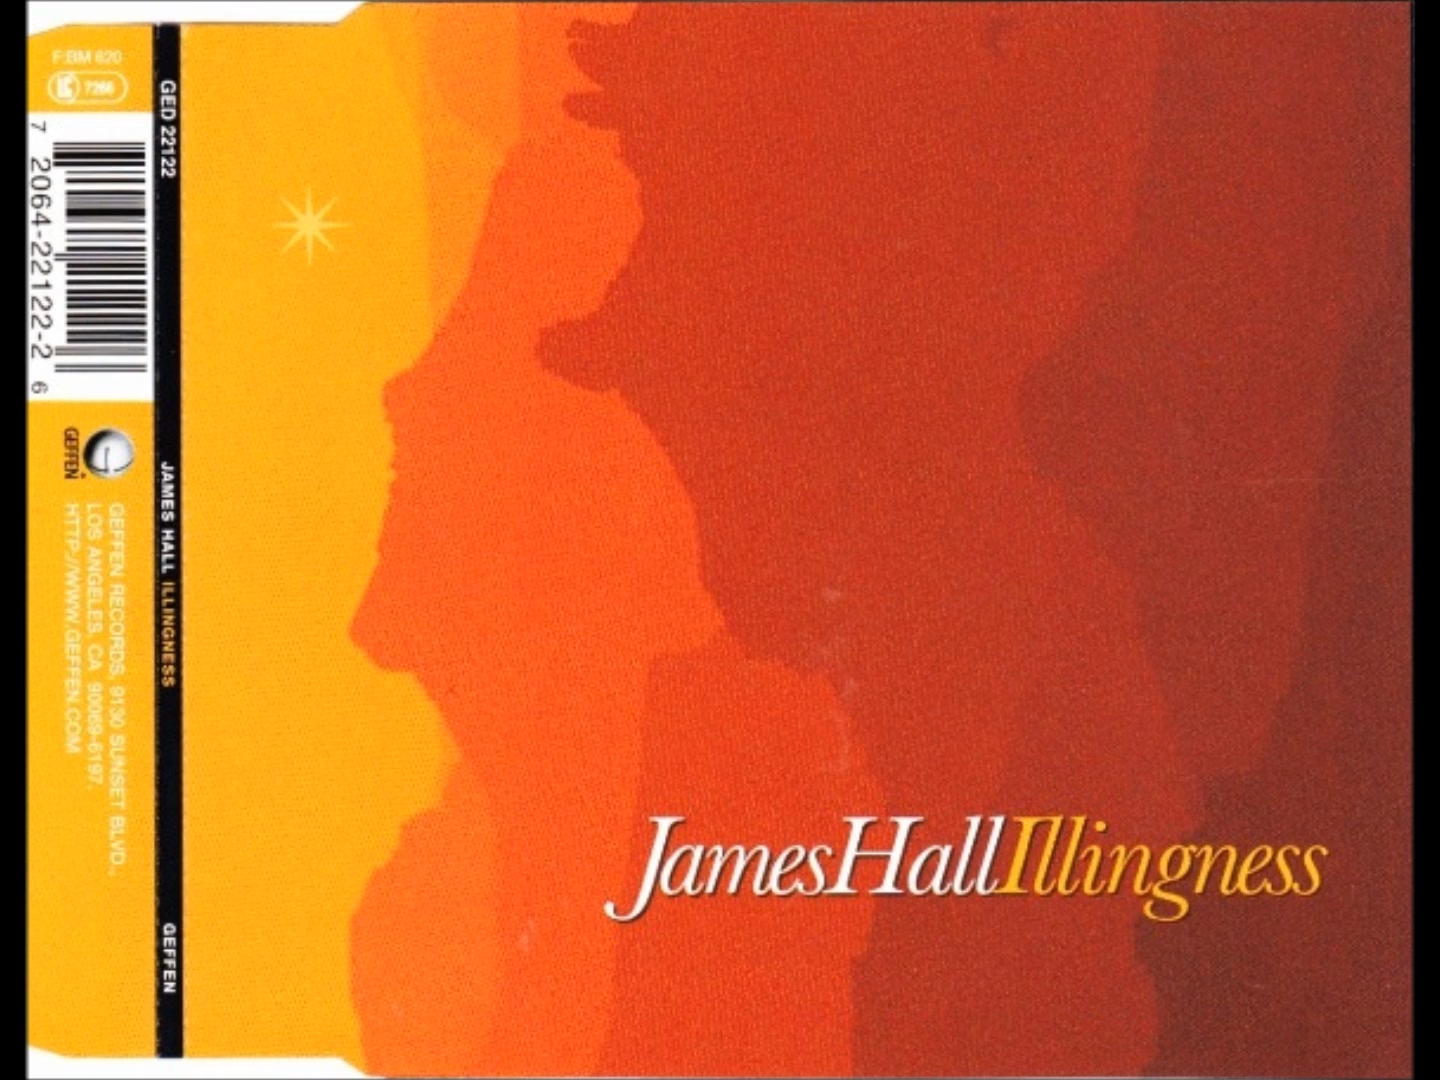 F:BM 620
7266
7 2064-22122-2 6
GEFFEN
GEFFEN RECORDS, 9130 SUNSET BLVD.,
LOS ANGELES, CA 90069-6197.
HTTP://WWW.GEFFEN.COM
GED 22122 JAMES HALL ILLINGNESS GEFFEN
JamesHallIllingness